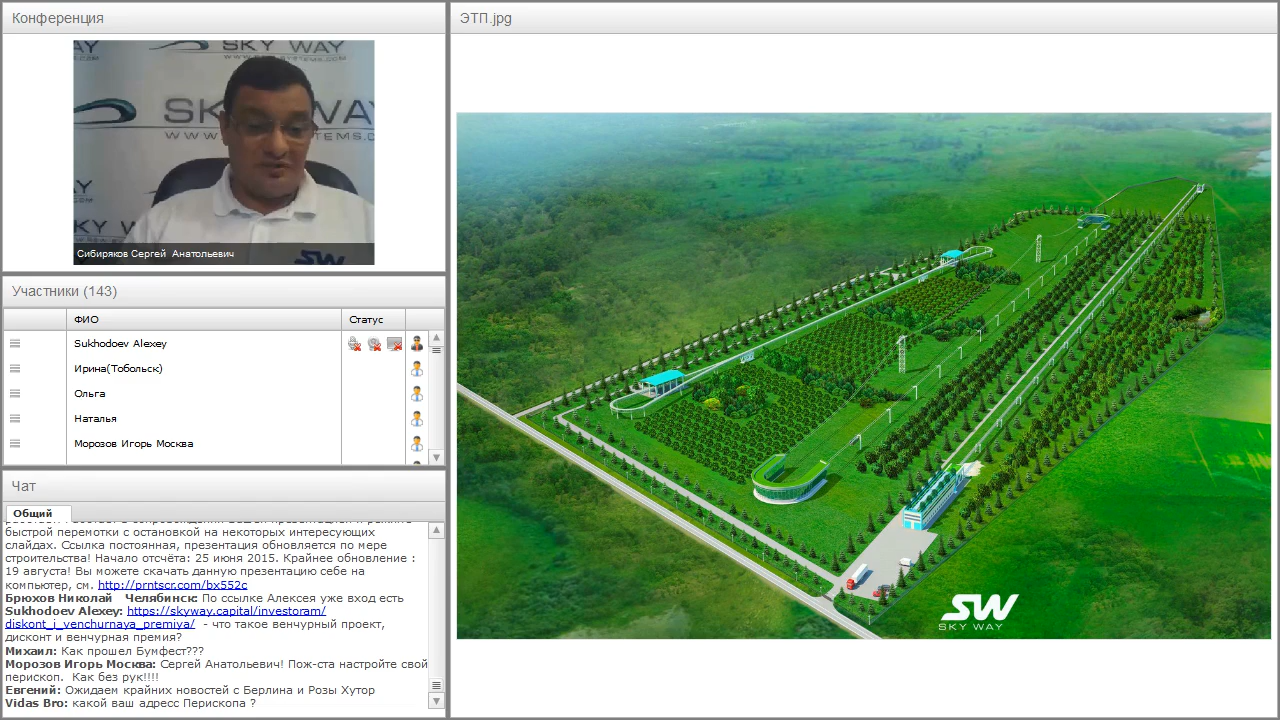 Конференция
SKY WAY
SKY WAY
Сибиряков Сергей  Анатольевич
Участники (143)
ФИО
Статус
Sukhodoev Alexey
Ирина(Тобольск)
Ольга
Наталья
Морозов Игорь Москва
Чат
Общий
быстрой перемотки с остановкой на некоторых интересующих
слайдах. Ссылка постоянная, презентация обновляется по мере
строительства! Начало отсчёта: 25 июня 2015. Крайнее обновление :
19 августа! Вы можете скачать данную презентацию себе на
компьютер, см. http://prntscr.com/bx552c
Брюхов Николай   Челябинск: По ссылке Алексея уже вход есть
Sukhodoev Alexey: https://skyway.capital/investoram/
diskont_i_venchurnaya_premiya/  - что такое венчурный проект,
дисконт и венчурная премия?
Михаил: Как прошел Бумфест???
Морозов Игорь Москва: Сергей Анатольевич! Пож-ста настройте свой
перископ.  Как без рук!!!!
Евгений: Ожидаем крайних новостей с Берлина и Розы Хутор
Vidas Bro: какой ваш адресс Перископа ?
ЭТП.jpg
SW
SKY WAY